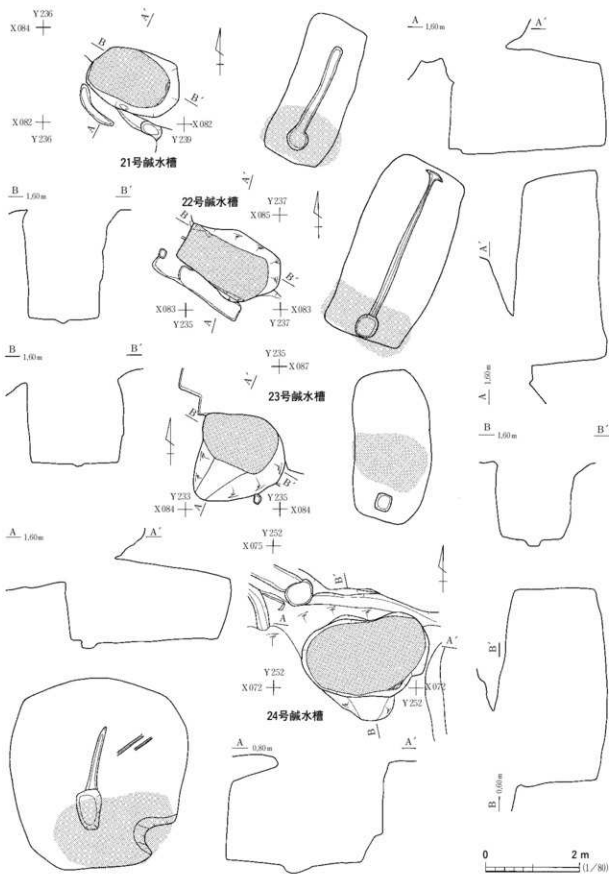 Y236
X084
A'
B
B'
X082
Y236
A
X082
Y239
21号鹹水槽
A 1,60m
A'
B 1,60m
B'
22号鹹水槽
A'
Y237
X085
B
B'
X083
Y235
A
X083
Y237
A'
A 1,60m
B 1,60m
B'
Y235
X087
A'
23号鹹水槽
B
B'
Y233
X084
A
Y235
X084
B 1,60m
B'
A 1,60m
A'
Y252
X075
B'
A
A'
Y252
X072
X072
Y252
24号鹹水槽
B
A 0,80m
A'
B'
B 0,60m
0 2 m
(1/80)